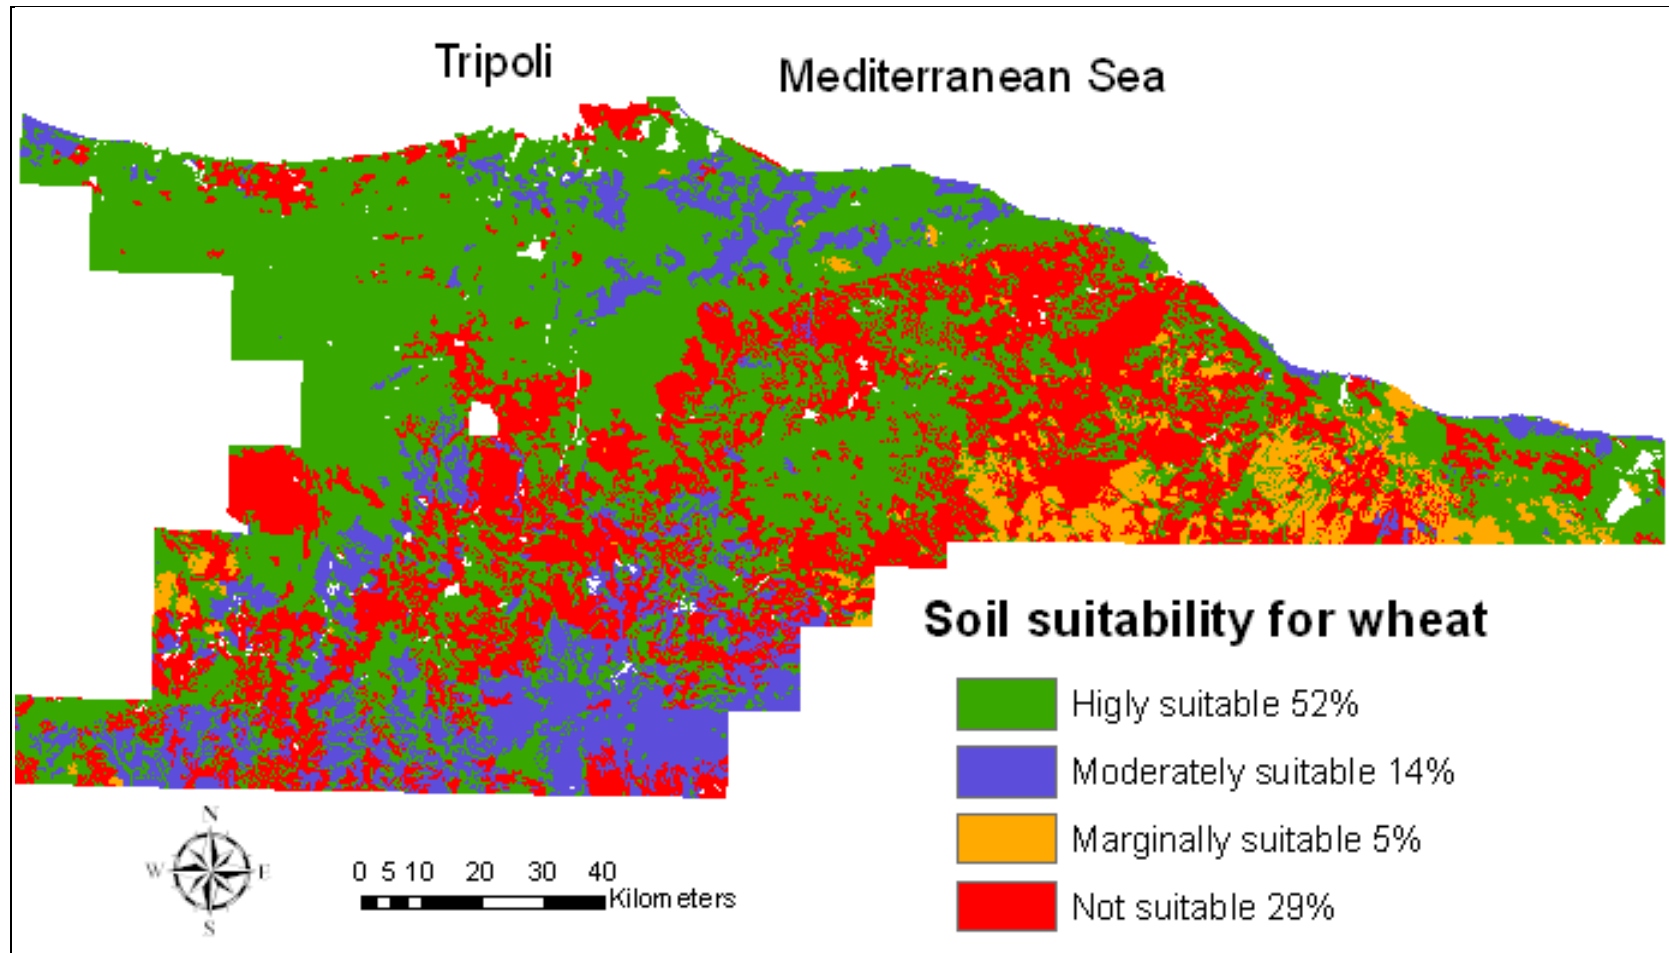 Tripoli
Mediterranean Sea
Soil suitability for wheat
Higly suitable 52%
Moderately suitable 14%
Marginally suitable 5%
Not suitable 29%
N
W E
S
0 5 10 20 30 40
Kilometers